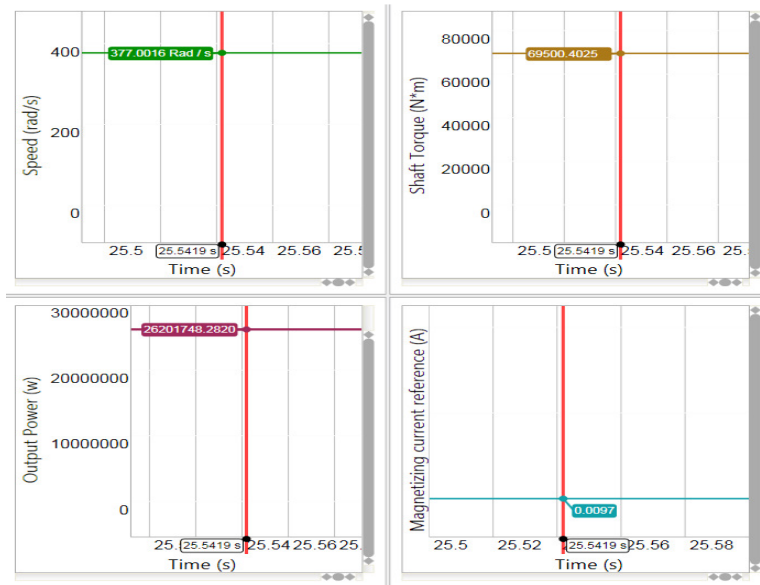 Speed (rad/s)
400
200
0
377.0016 Rad / s
25.5
25.5419 s
25.54
25.56
25.5
Time (s)
Shaft Torque (N*m)
80000
60000
40000
20000
0
69500.4025
25.5
25.5419 s
25.54
25.56
Time (s)
Output Power (w)
30000000
20000000
10000000
0
26201748.2820
25.5419 s
25.54
25.56
25.
Time (s)
Magnetizing current reference (A)
0.0097
25.5
25.52
25.5419 s
25.56
25.58
Time (s)